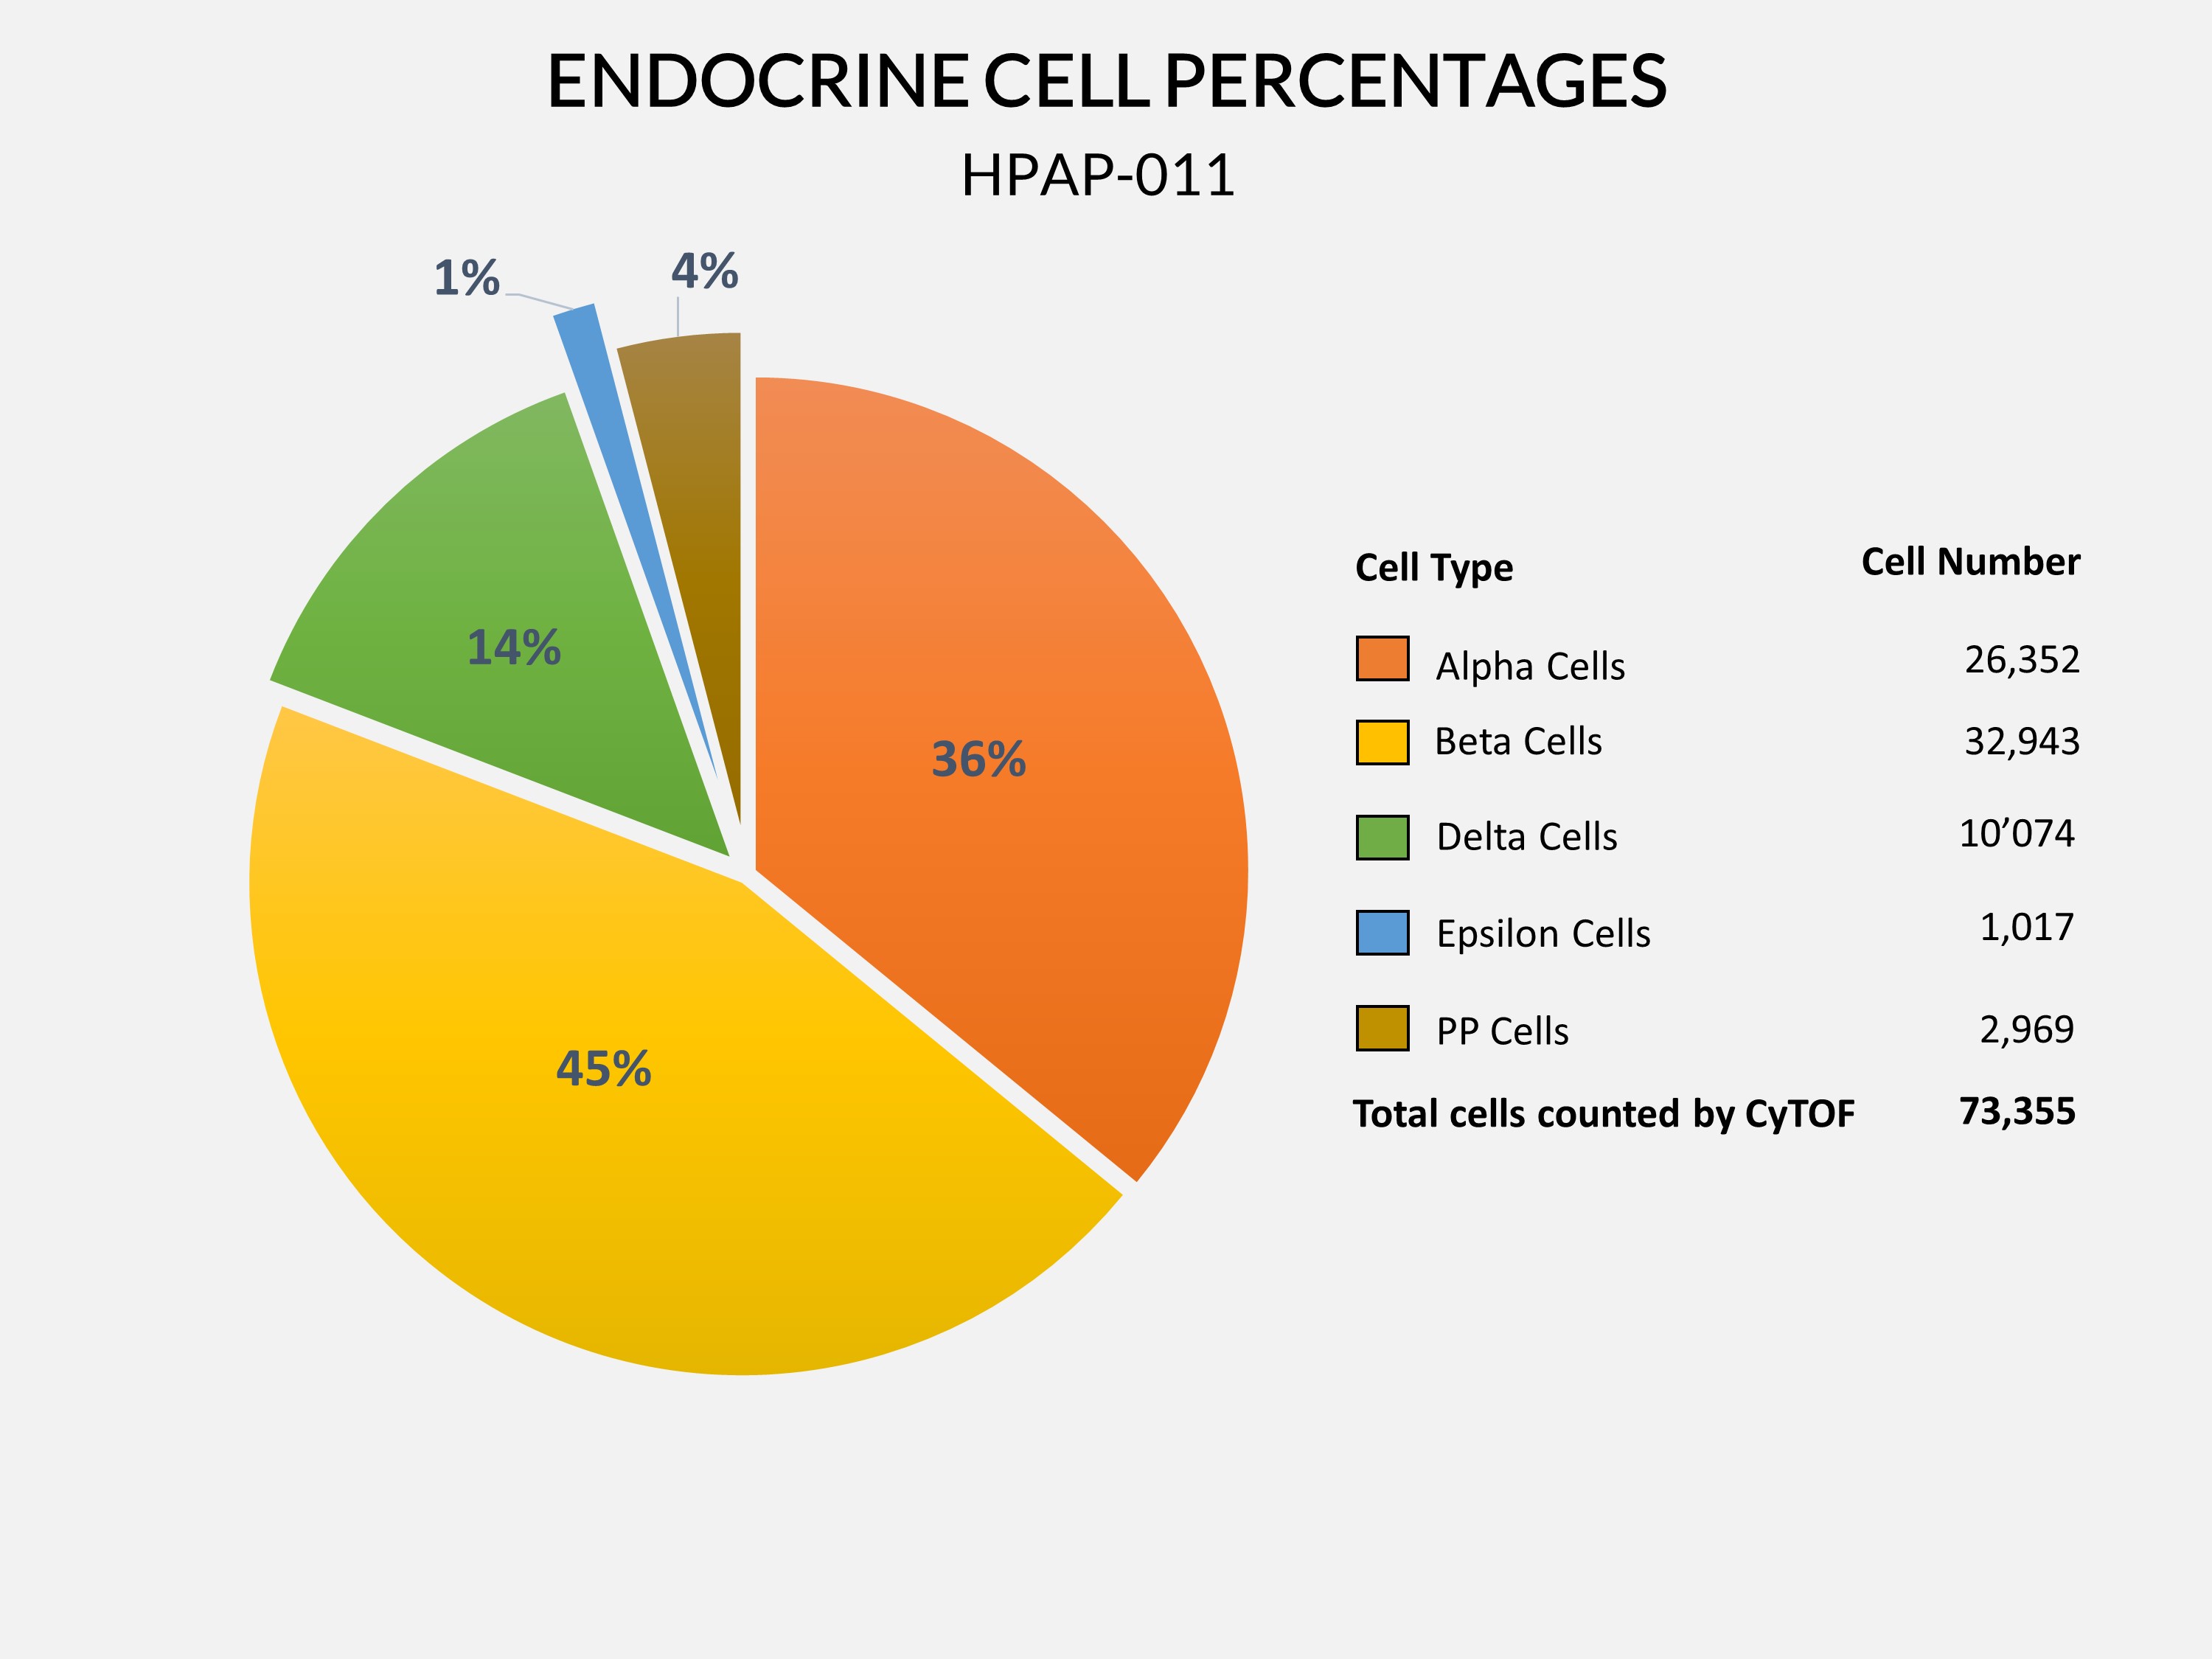 ENDOCRINE CELL PERCENTAGES
HPAP-011
1%
4%
14%
36%
45%
Cell Type Cell Number
Alpha Cells 26,352
Beta Cells 32,943
Delta Cells 10’074
Epsilon Cells 1,017
PP Cells 2,969
Total cells counted by CyTOF 73,355